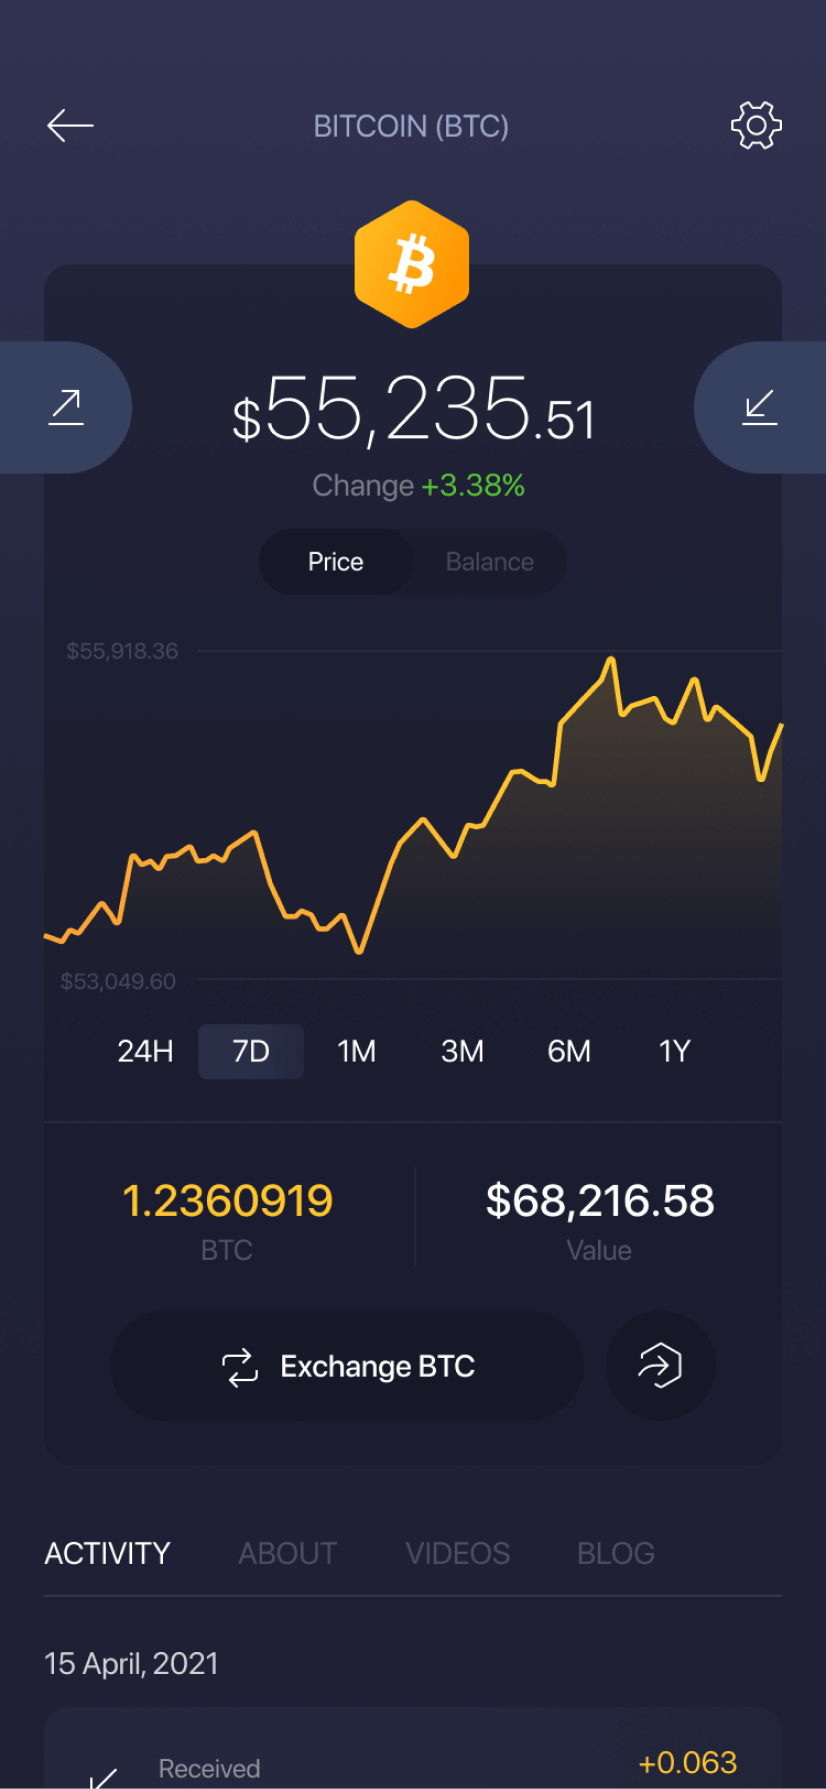 BITCOIN (BTC)
$55,235.51
Change +3.38%
Price Balance
$55,918.36
$53,049.60
24H 7D 1M 3M 6M 1Y
1.2360919 $68,216.58
BTC Value
Exchange BTC
ACTIVITY ABOUT VIDEOS BLOG
15 April, 2021
Received +0.063